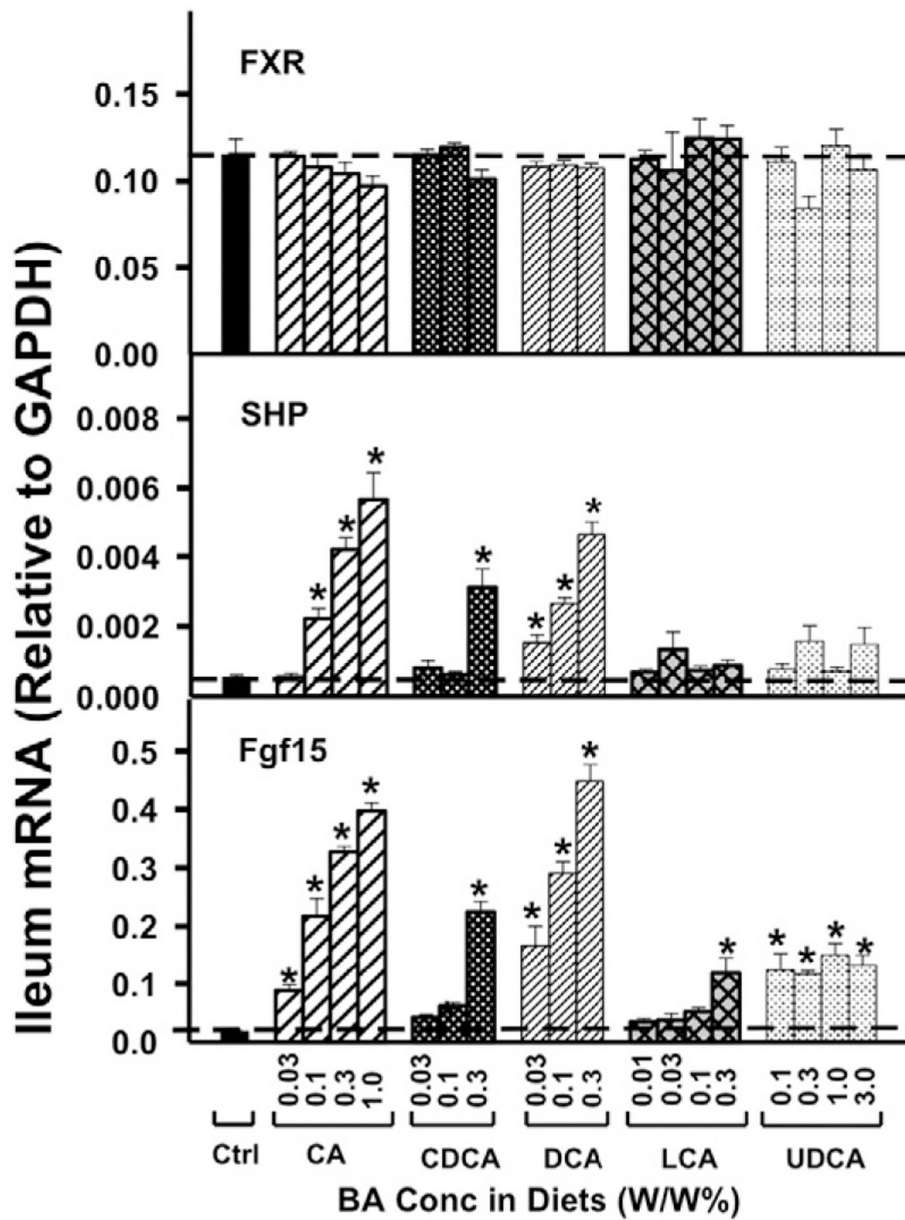 Ileum mRNA (Relative to GAPDH)
FXR
0.15
0.10
0.05
0.00
SHP
0.008
0.006
0.004
0.002
0.000
* * * * * * * *
Fgf15
0.5
0.4
0.3
0.2
0.1
0.0
* * * * * * * * * * * * *
0.03 0.1 0.3 1.0 0.03 0.1 0.3 0.03 0.1 0.3 0.01 0.03 0.1 0.3 0.1 0.3 1.0 3.0
Ctrl CA CDCA DCA LCA UDCA
BA Conc in Diets (W/W%)